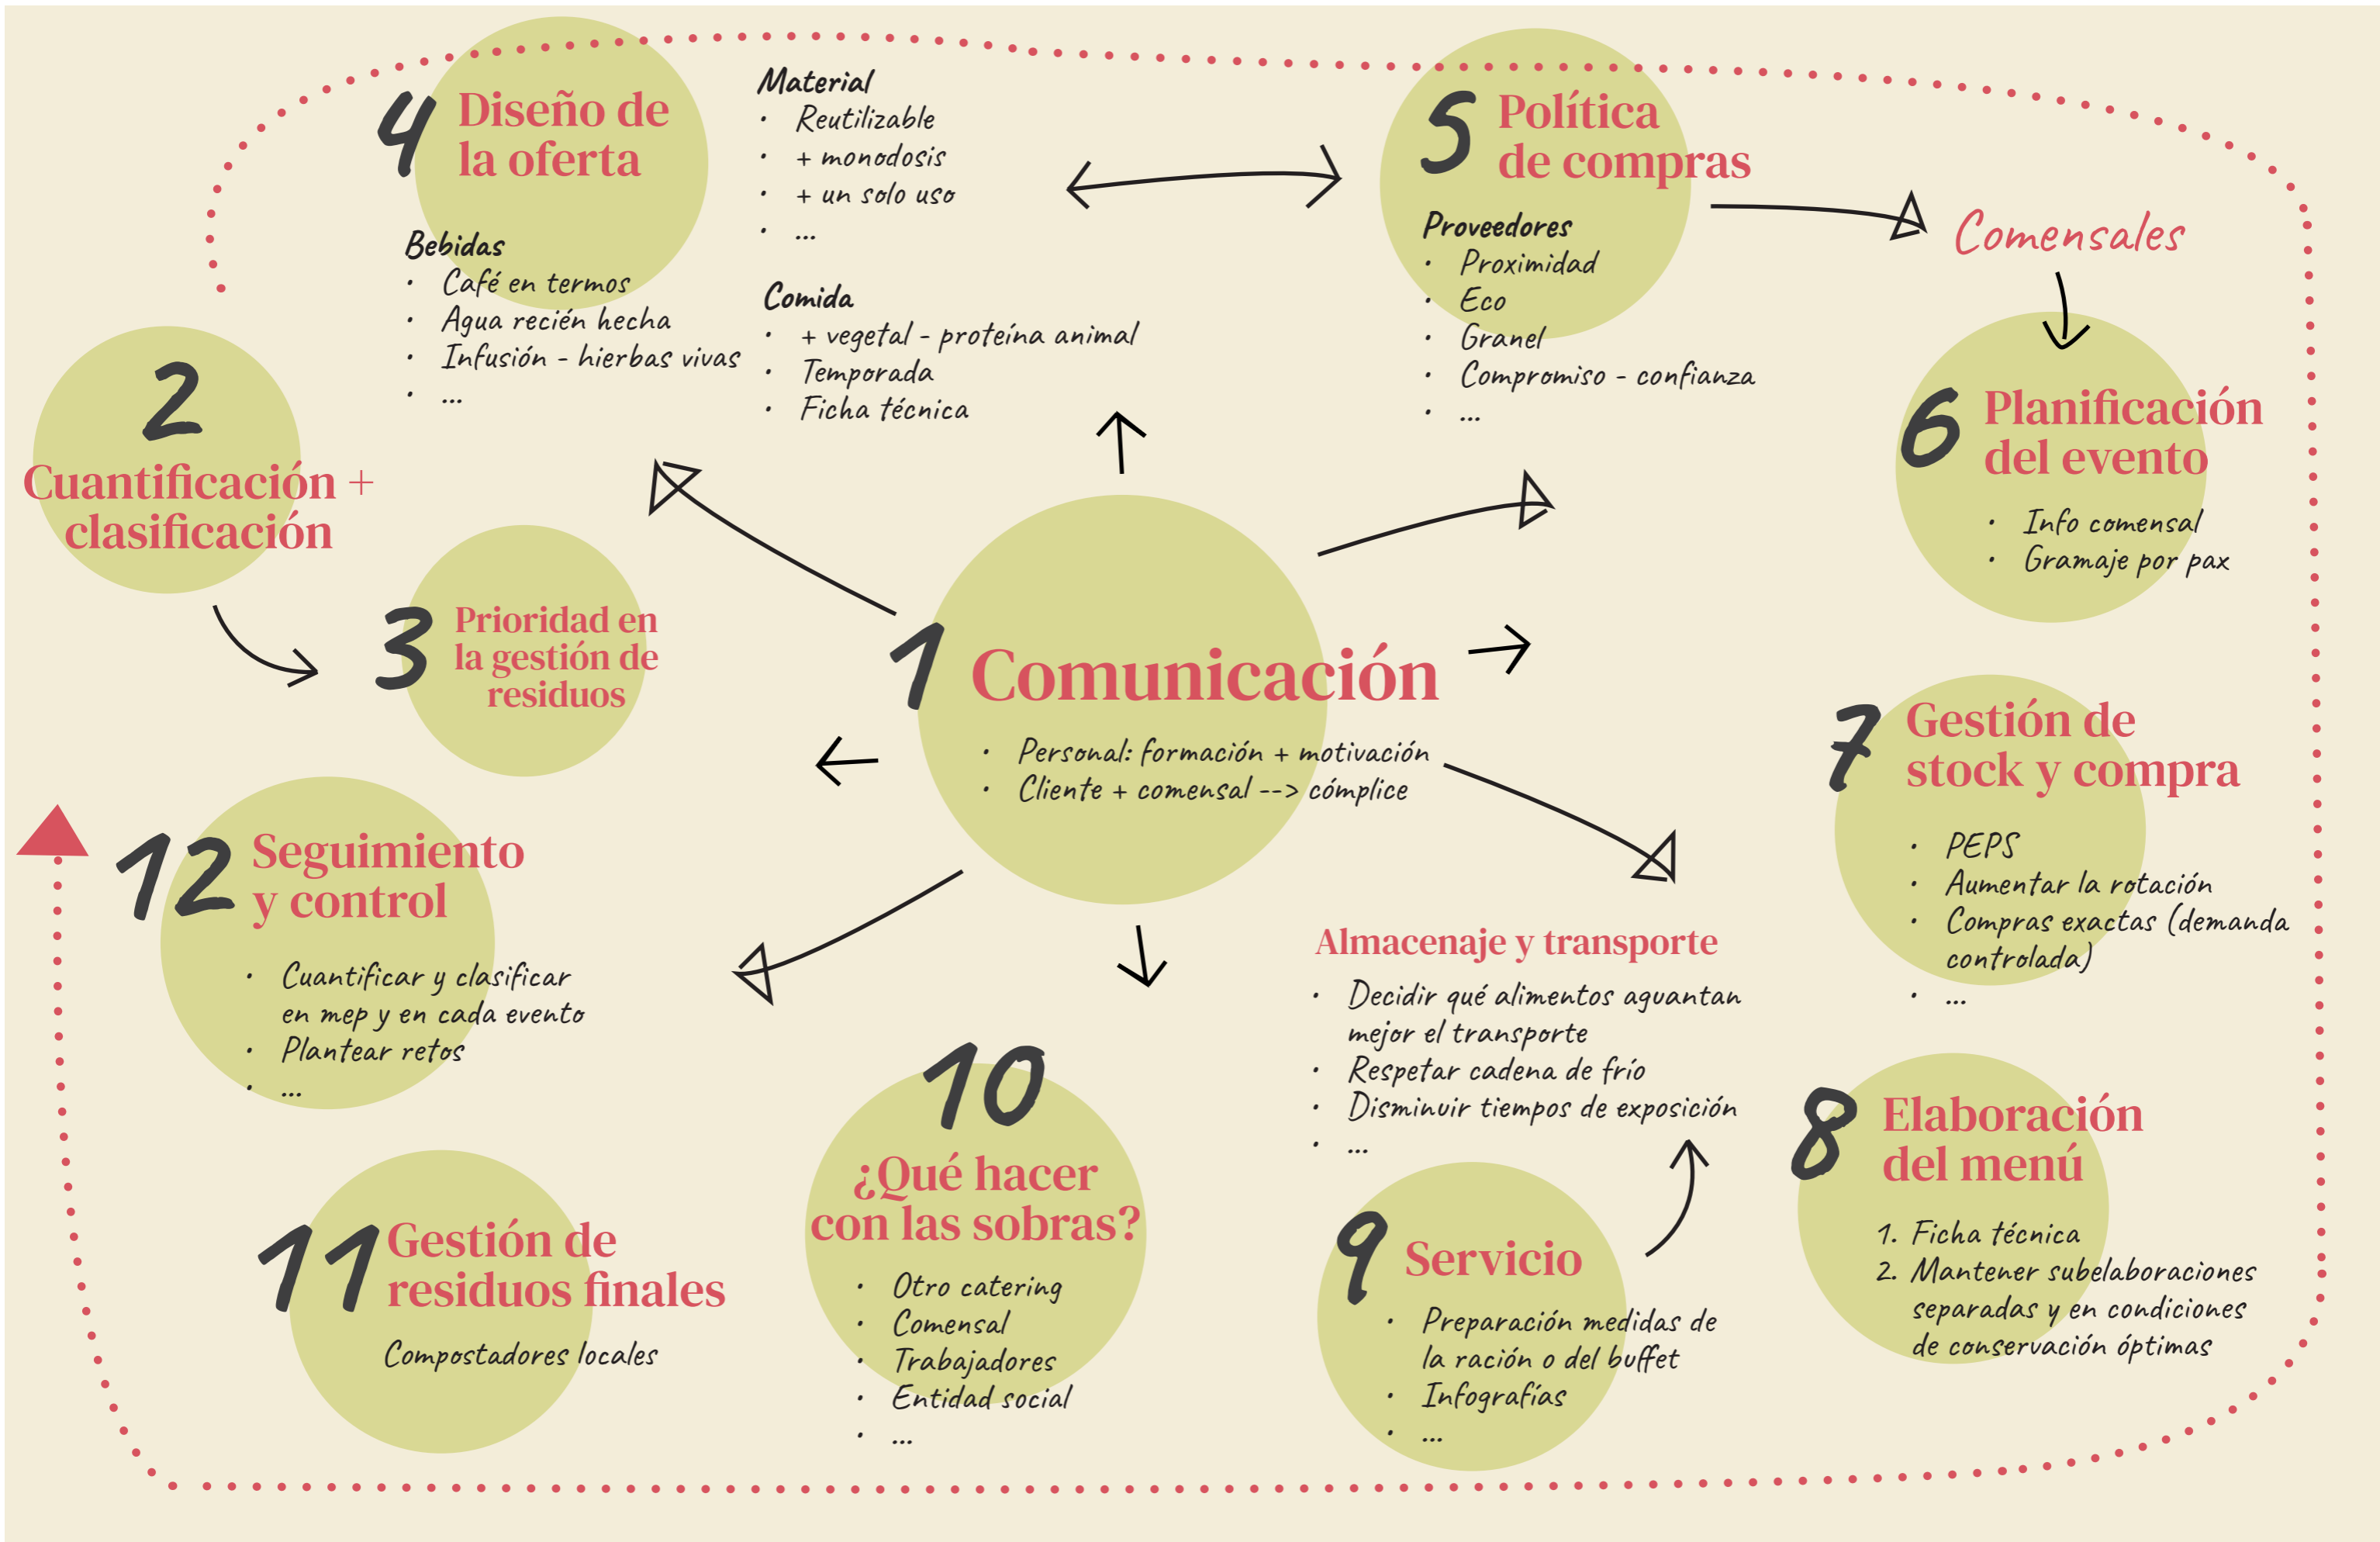 1 Comunicación
• Personal: formación + motivación
• Cliente + comensal --> cómplice
2
Cuantificación +
clasificación
3 Prioridad en
la gestión de
residuos
4 Diseño de
la oferta
Bebidas
• Café en termos
• Agua recién hecha
• Infusión - hierbas vivas
• ...
Material
• Reutilizable
• + monodosis
• + un solo uso
• ...
Comida
• + vegetal - proteína animal
• Temporada
• Ficha técnica
5 Política
de compras
Proveedores
• Proximidad
• Eco
• Granel
• Compromiso - confianza
• ...
Comensales
6 Planificación
del evento
• Info comensal
• Gramaje por pax
7 Gestión de
stock y compra
• PEPS
• Aumentar la rotación
• Compras exactas (demanda
controlada)
• ...
8 Elaboración
del menú
1. Ficha técnica
2. Mantener subelaboraciones
separadas y en condiciones
de conservación óptimas
Almacenaje y transporte
• Decidir qué alimentos aguantan
mejor el transporte
• Respetar cadena de frío
• Disminuir tiempos de exposición
• ...
9 Servicio
• Preparación medidas de
la ración o del buffet
• Infografías
• ...
10
¿Qué hacer
con las sobras?
• Otro catering
• Comensal
• Trabajadores
• Entidad social
• ...
11 Gestión de
residuos finales
Compostadores locales
12 Seguimiento
y control
• Cuantificar y clasificar
en mep y en cada evento
• Plantear retos
• ...